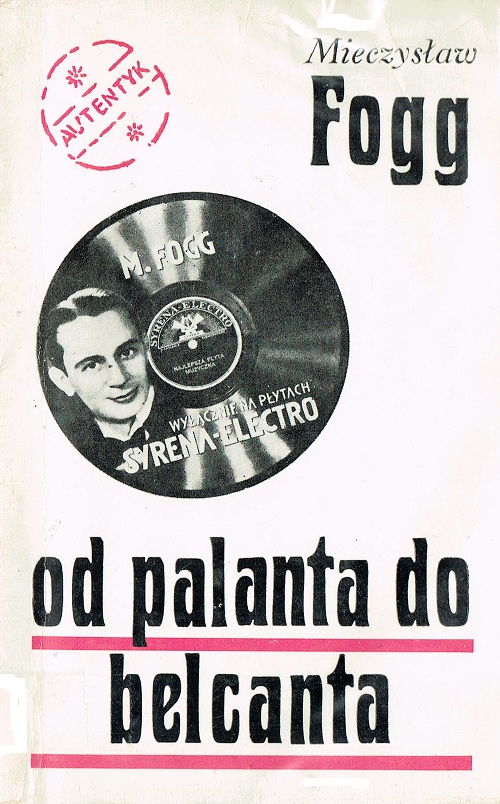 Mieczysław
Fogg
AUTENTYK
M. FOGG
SYRENA-ELECTRO
NAJLEPSZA PŁYTA
MUZYCZNA
WYŁĄCZNIE NA PŁYTACH
SYRENA-ELECTRO
od palanta do
belcanta